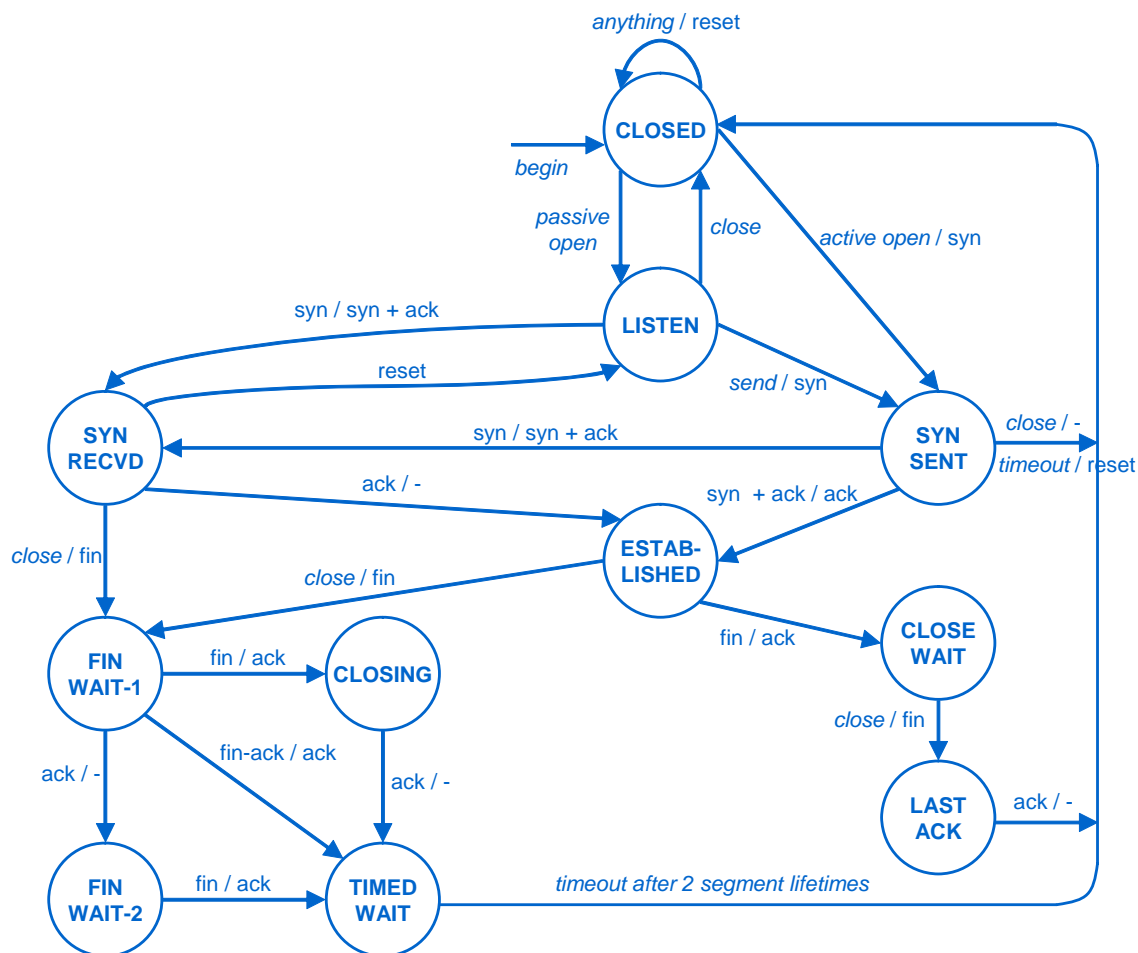 anything / reset
CLOSED
begin
passive
open
close
active open / syn
syn / syn + ack
LISTEN
reset
send / syn
SYN
RECVD
syn / syn + ack
SYN
SENT
close / -
timeout / reset
ack / -
syn + ack / ack
close / fin
close / fin
ESTAB-
LISHED
fin / ack
CLOSE
WAIT
FIN
WAIT-1
fin / ack
CLOSING
close / fin
ack / -
fin-ack / ack
ack / -
LAST
ACK
ack / -
FIN
WAIT-2
fin / ack
TIMED
WAIT
timeout after 2 segment lifetimes